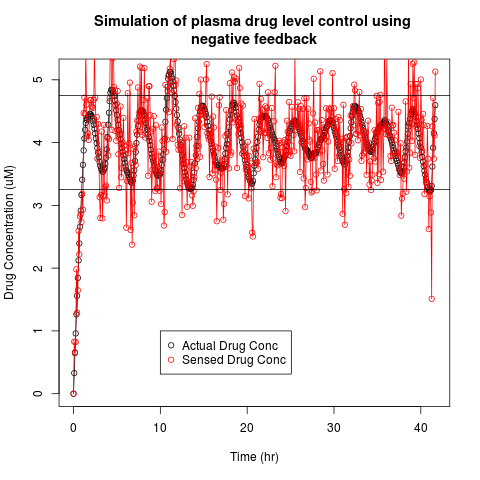 Simulation of plasma drug level control using
negative feedback
Drug Concentration (uM)
5
4
3
2
1
0
Actual Drug Conc
Sensed Drug Conc
0 10 20 30 40
Time (hr)